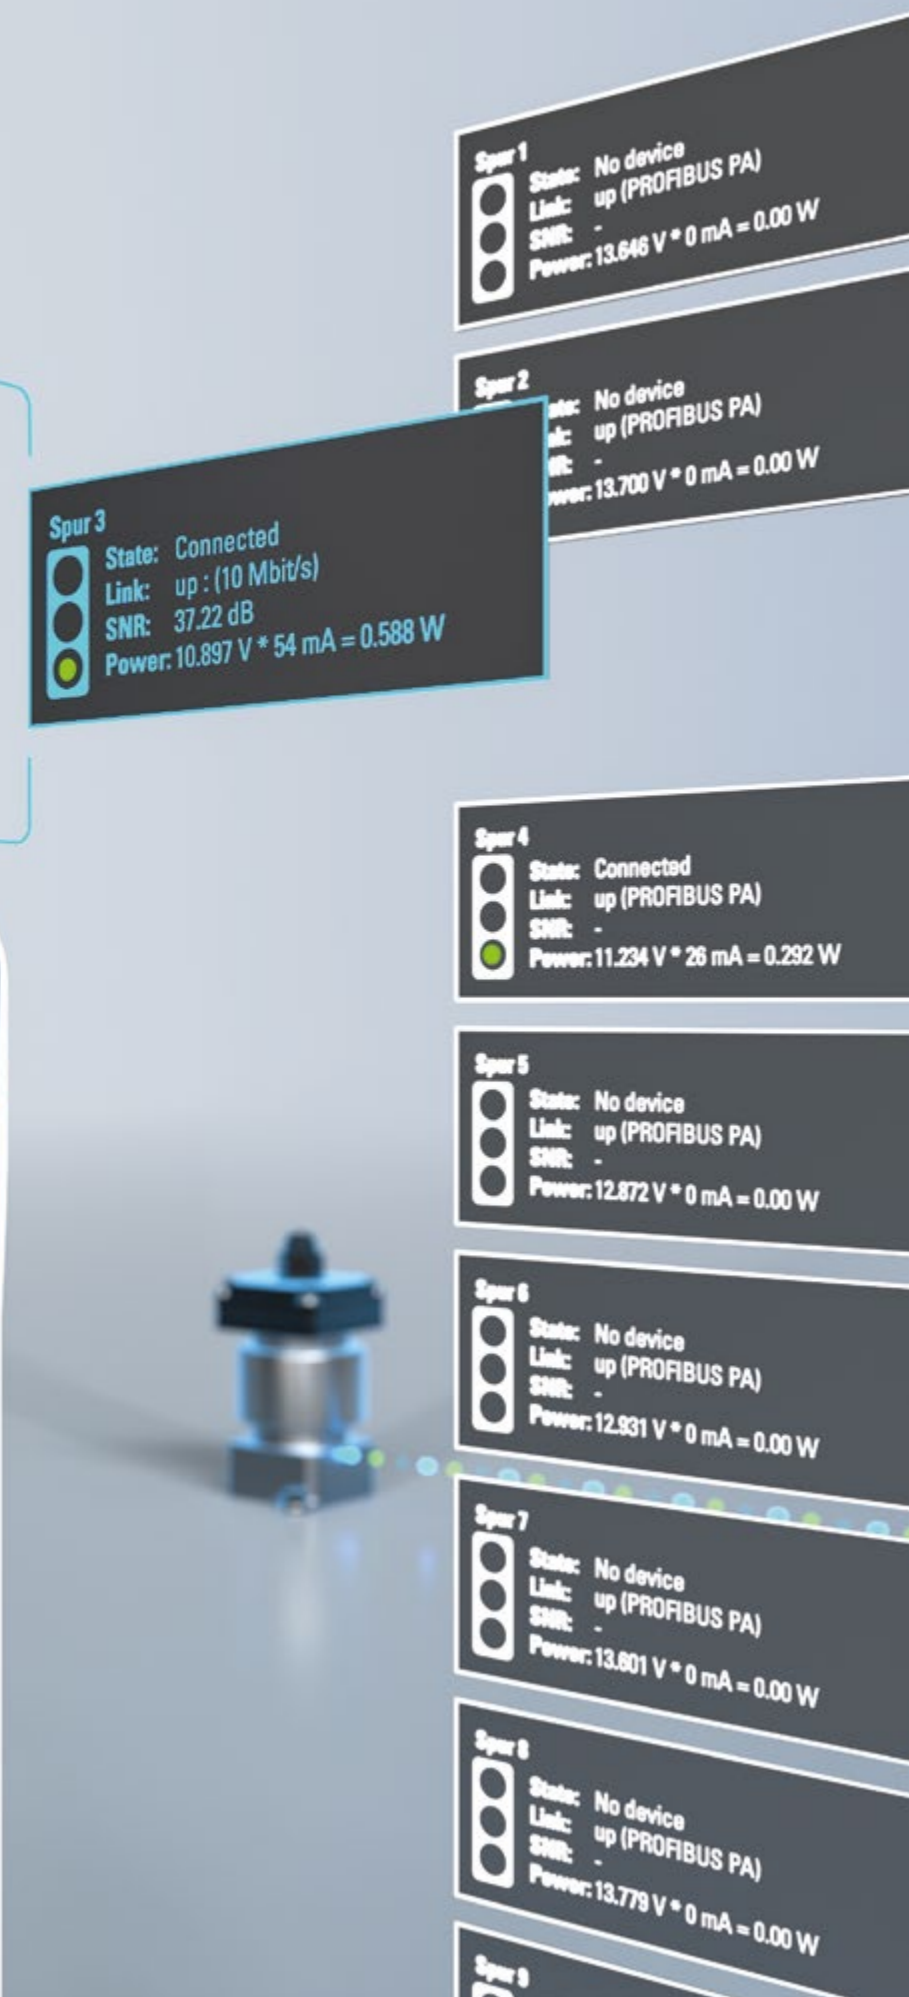 Spur 1
State: No device
Link: up (PROFIBUS PA)
SNR: -
Power: 13.646 V * 0 mA = 0.00 W
Spur 2
ate: No device
nk: up (PROFIBUS PA)
NR: -
ower: 13.700 V * 0 mA = 0.00 W
Spur 3
State: Connected
Link: up : (10 Mbit/s)
SNR: 37.22 dB
Power: 10.897 V * 54 mA = 0.588 W
Spur 4
State: Connected
Link: up (PROFIBUS PA)
SNR: -
Power: 11.234 V * 26 mA = 0.292 W
Spur 5
State: No device
Link: up (PROFIBUS PA)
SNR: -
Power: 12.872 V * 0 mA = 0.00 W
Spur 6
State: No device
Link: up (PROFIBUS PA)
SNR: -
Power: 12.931 V * 0 mA = 0.00 W
Spur 7
State: No device
Link: up (PROFIBUS PA)
SNR: -
Power: 13.601 V * 0 mA = 0.00 W
Spur 8
State: No device
Link: up (PROFIBUS PA)
SNR: -
Power: 13.779 V * 0 mA = 0.00 W
Spur 9